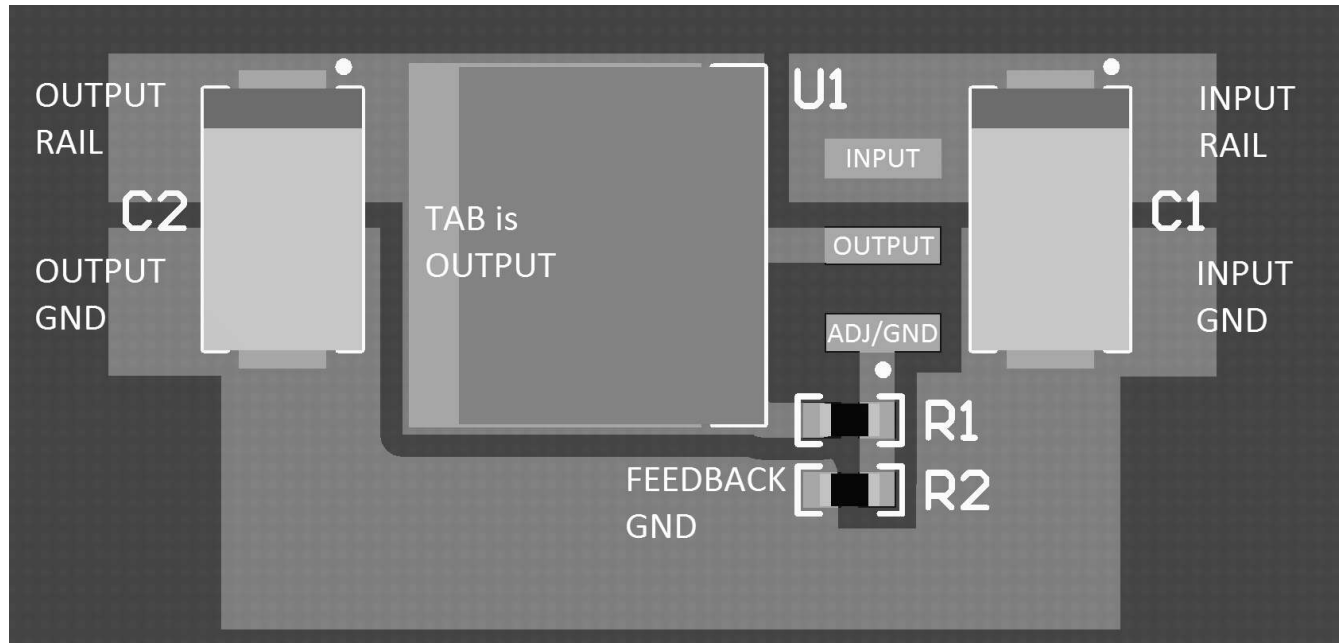 OUTPUT
RAIL
C2
OUTPUT
GND
TAB is
OUTPUT
U1
INPUT
OUTPUT
ADJ/GND
R1
R2
FEEDBACK
GND
C1
INPUT
RAIL
INPUT
GND